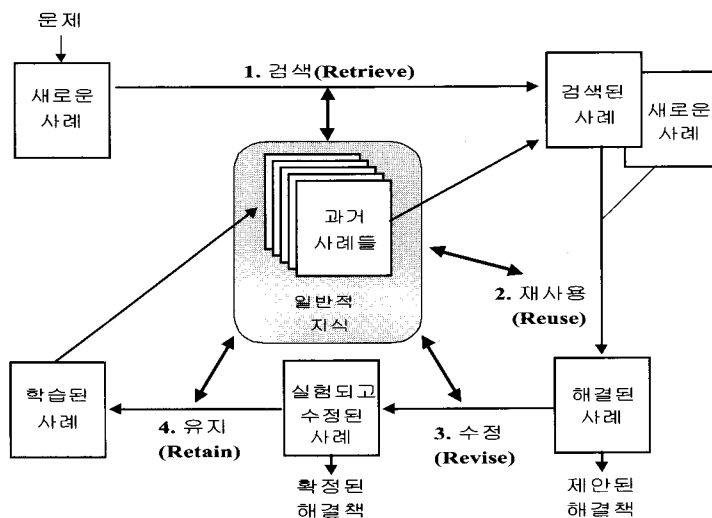 문제
새로운
사례
1. 검색(Retrieve)
검색된
사례
새로운
사례
과거
사례들
일반적
지식
2. 재사용
(Reuse)
해결된
사례
제안된
해결책
3. 수정
(Revise)
실험되고
수정된
사례
확정된
해결책
4. 유지
(Retain)
학습된
사례